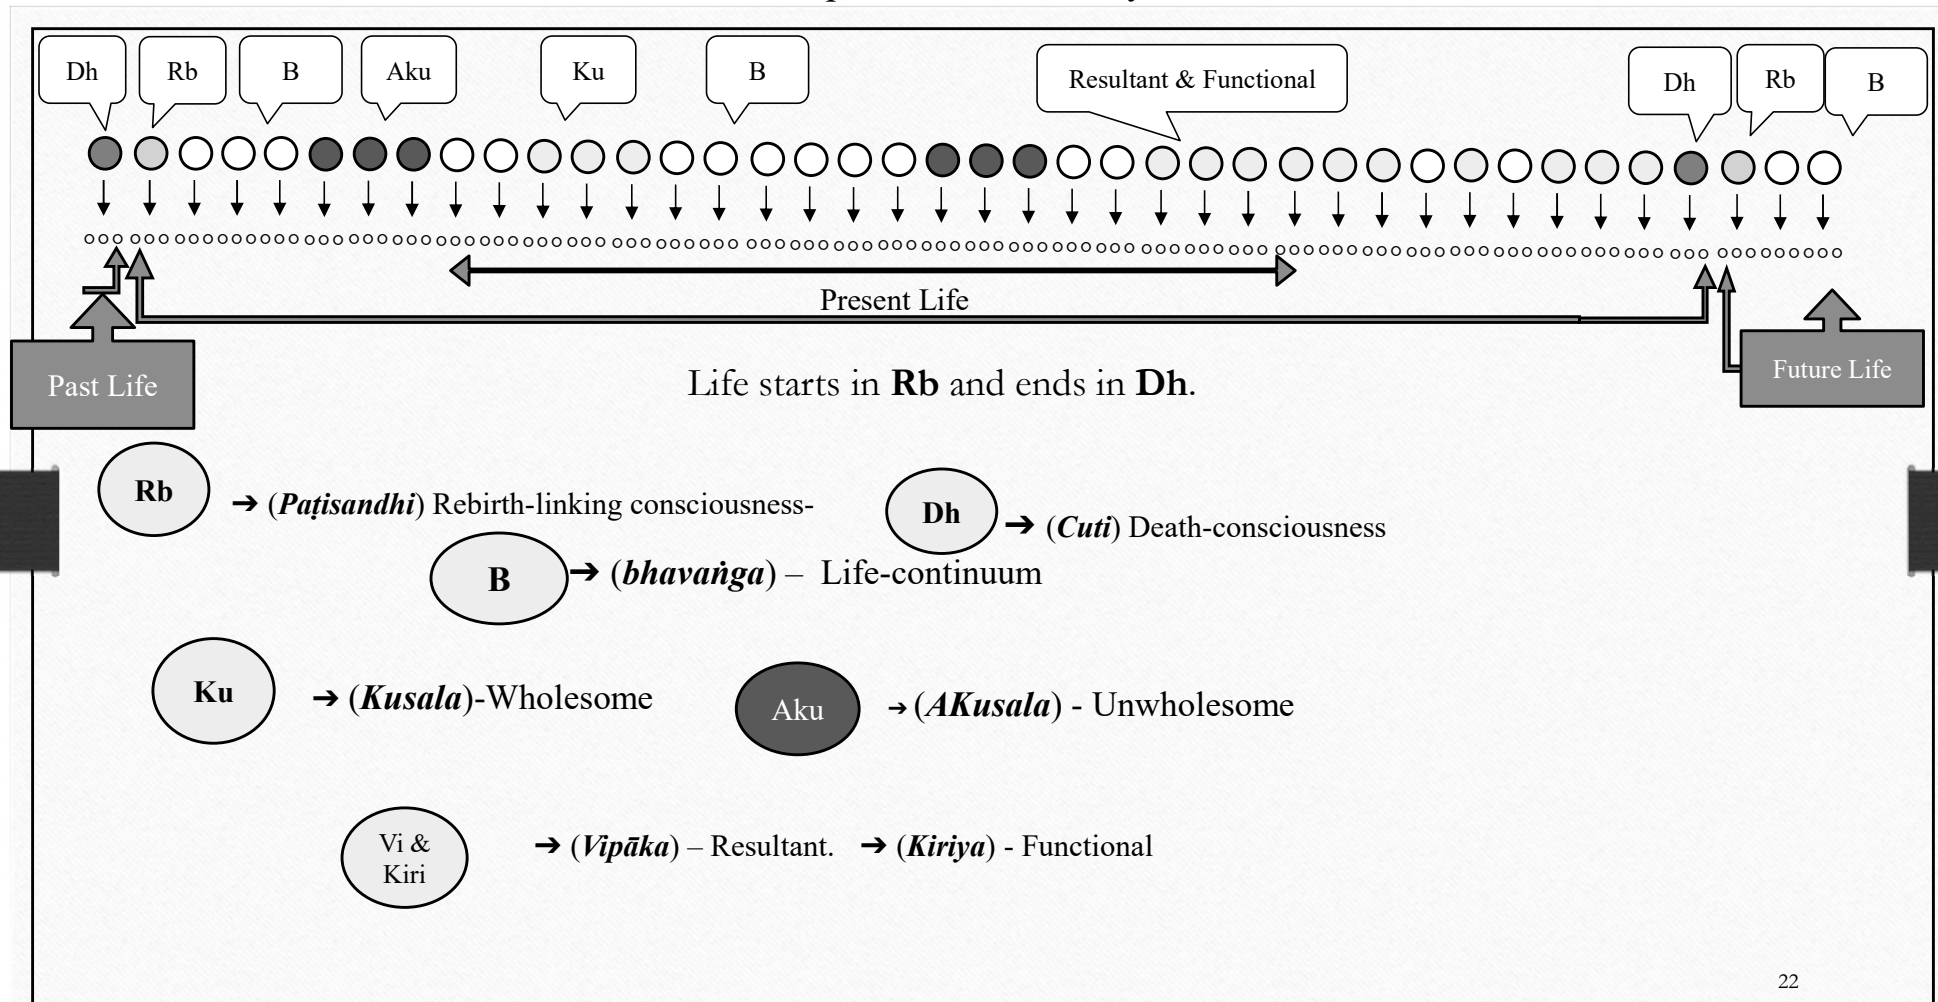 Dh Rb B Aku Ku B Resultant & Functional Dh Rb B
Present Life
Past Life
Future Life
Life starts in Rb and ends in Dh.
Rb ➔ (Paṭisandhi) Rebirth-linking consciousness-
Dh ➔ (Cuti) Death-consciousness
B ➔ (bhavaṅga) – Life-continuum
Ku ➔ (Kusala)-Wholesome
Aku ➔ (AKusala) - Unwholesome
Vi &
Kiri
➔ (Vipāka) – Resultant. ➔ (Kiriya) - Functional
22